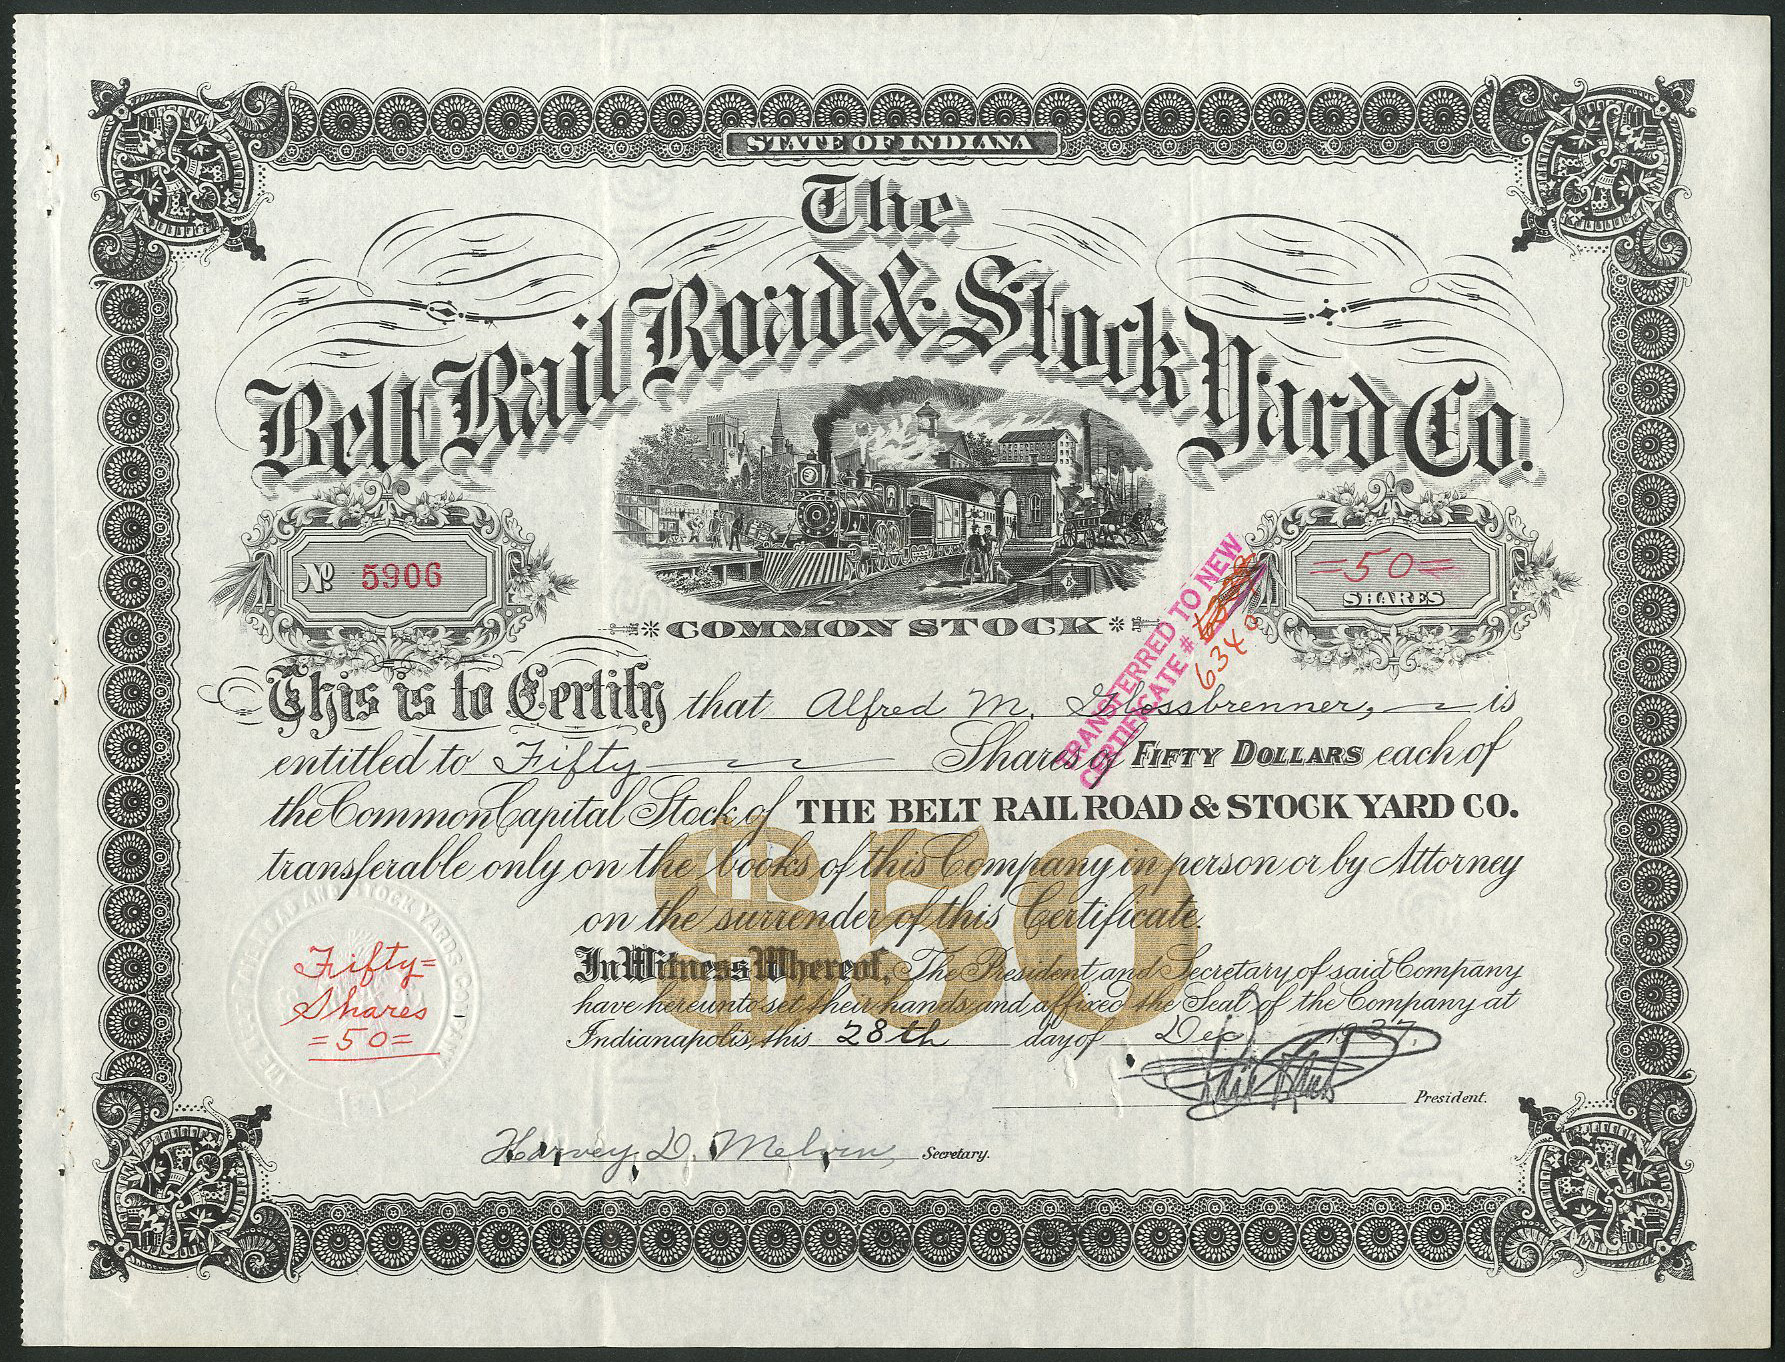 STATE OF INDIANA
The
Belt Rail Road & Stock Yard Co.
No 5906
=50=
SHARES
COMMON STOCK
TRANSFERRED TO NEW
CERTIFICATE #
6340
This is to Certify that Alfred M. Glossbrenner, is
entitled to Fifty Shares of FIFTY DOLLARS each of
the Common Capital Stock of THE BELT RAIL ROAD & STOCK YARD CO.
transferable only on the books of this Company in person or by Attorney
on the surrender of this Certificate.
$50
In Witness Whereof, The President and Secretary of said Company
have hereunto set their hands and affixed the Seal of the Company at
Indianapolis, this 28th day of Dec 1937.
Fifty=
Shares
=50=
President.
Harvey D. Melvin, Secretary.